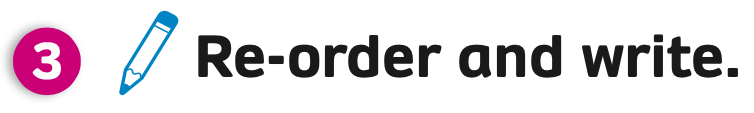 3 Re-order and write.